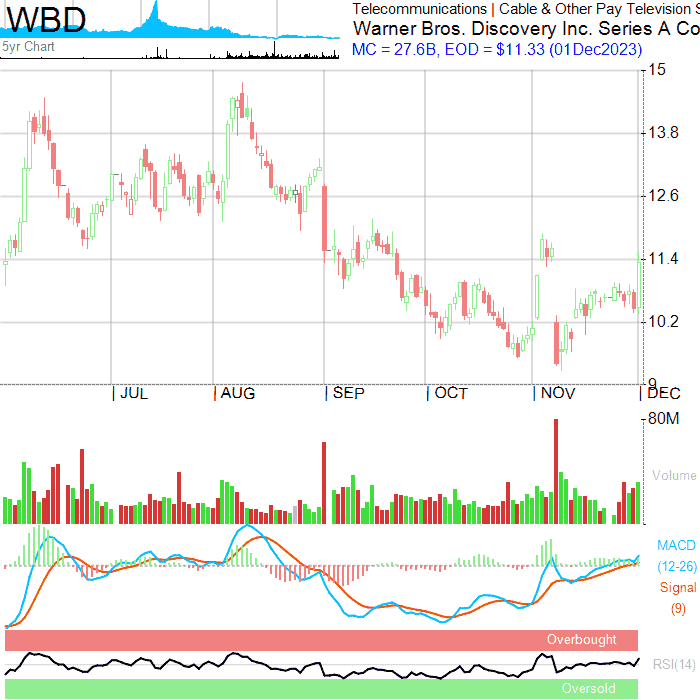 WBD
5yr Chart
Telecommunications | Cable & Other Pay Television S
Warner Bros. Discovery Inc. Series A Co
MC = 27.6B, EOD = $11.33 (01Dec2023)
15
13.8
12.6
11.4
10.2
9
| JUL | AUG | SEP | OCT | NOV | DEC
80M
Volume
MACD
(12-26)
Signal
(9)
Overbought
RSI(14)
Oversold